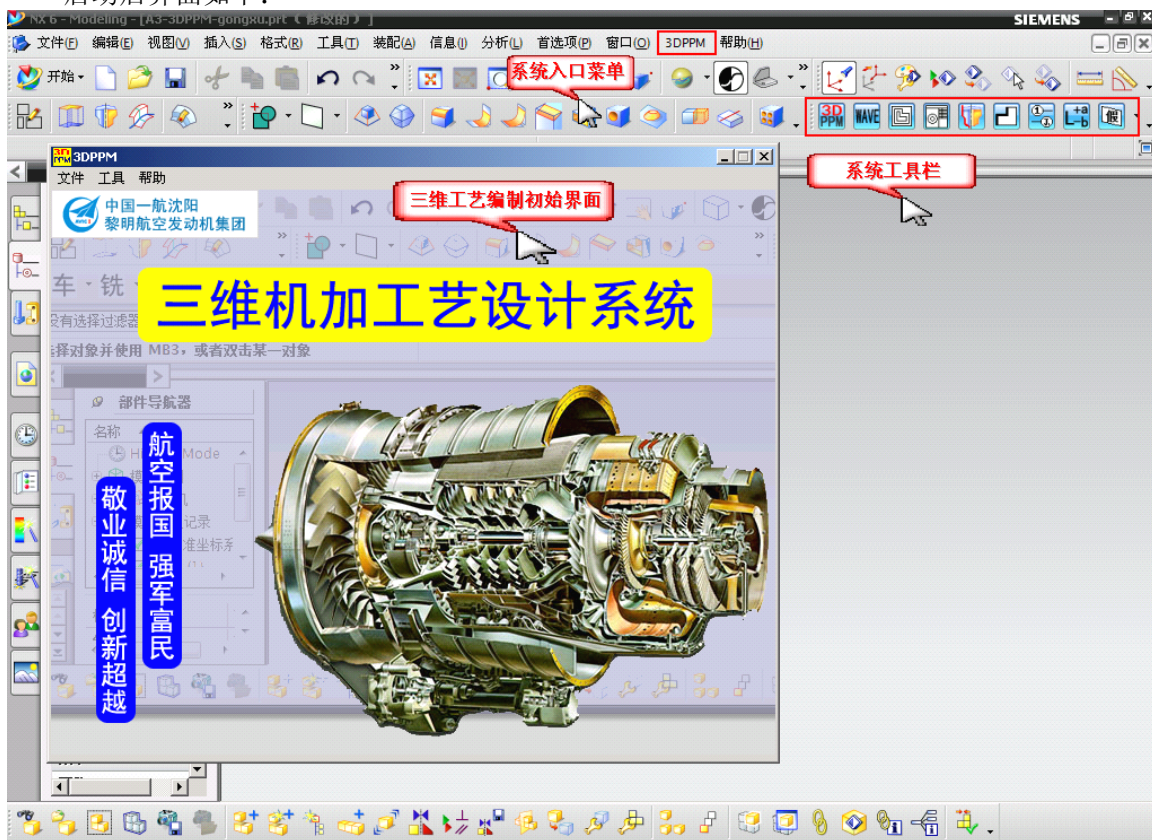 启动后界面如下：
NX 6 - Modeling - [A3-3DPPM-gongxu.prt（修改的）]
SIEMENS
文件(F) 编辑(E) 视图(V) 插入(S) 格式(R) 工具(T) 装配(A) 信息(I) 分析(L) 首选项(P) 窗口(O) 3DPPM 帮助(H)
开始
系统入口菜单
3D PPM WAVE L+a -b 假
3DPPM
文件 工具 帮助
系统工具栏
中国一航沈阳
黎明航空发动机集团
三维工艺编制初始界面
车 铣
三维机加工艺设计系统
没有选择过滤器
选择对象并使用 MB3，或者双击某一对象
部件导航器
名称
Mode
航空报国 强军富民
敬业诚信 创新超越
记录
准坐标系